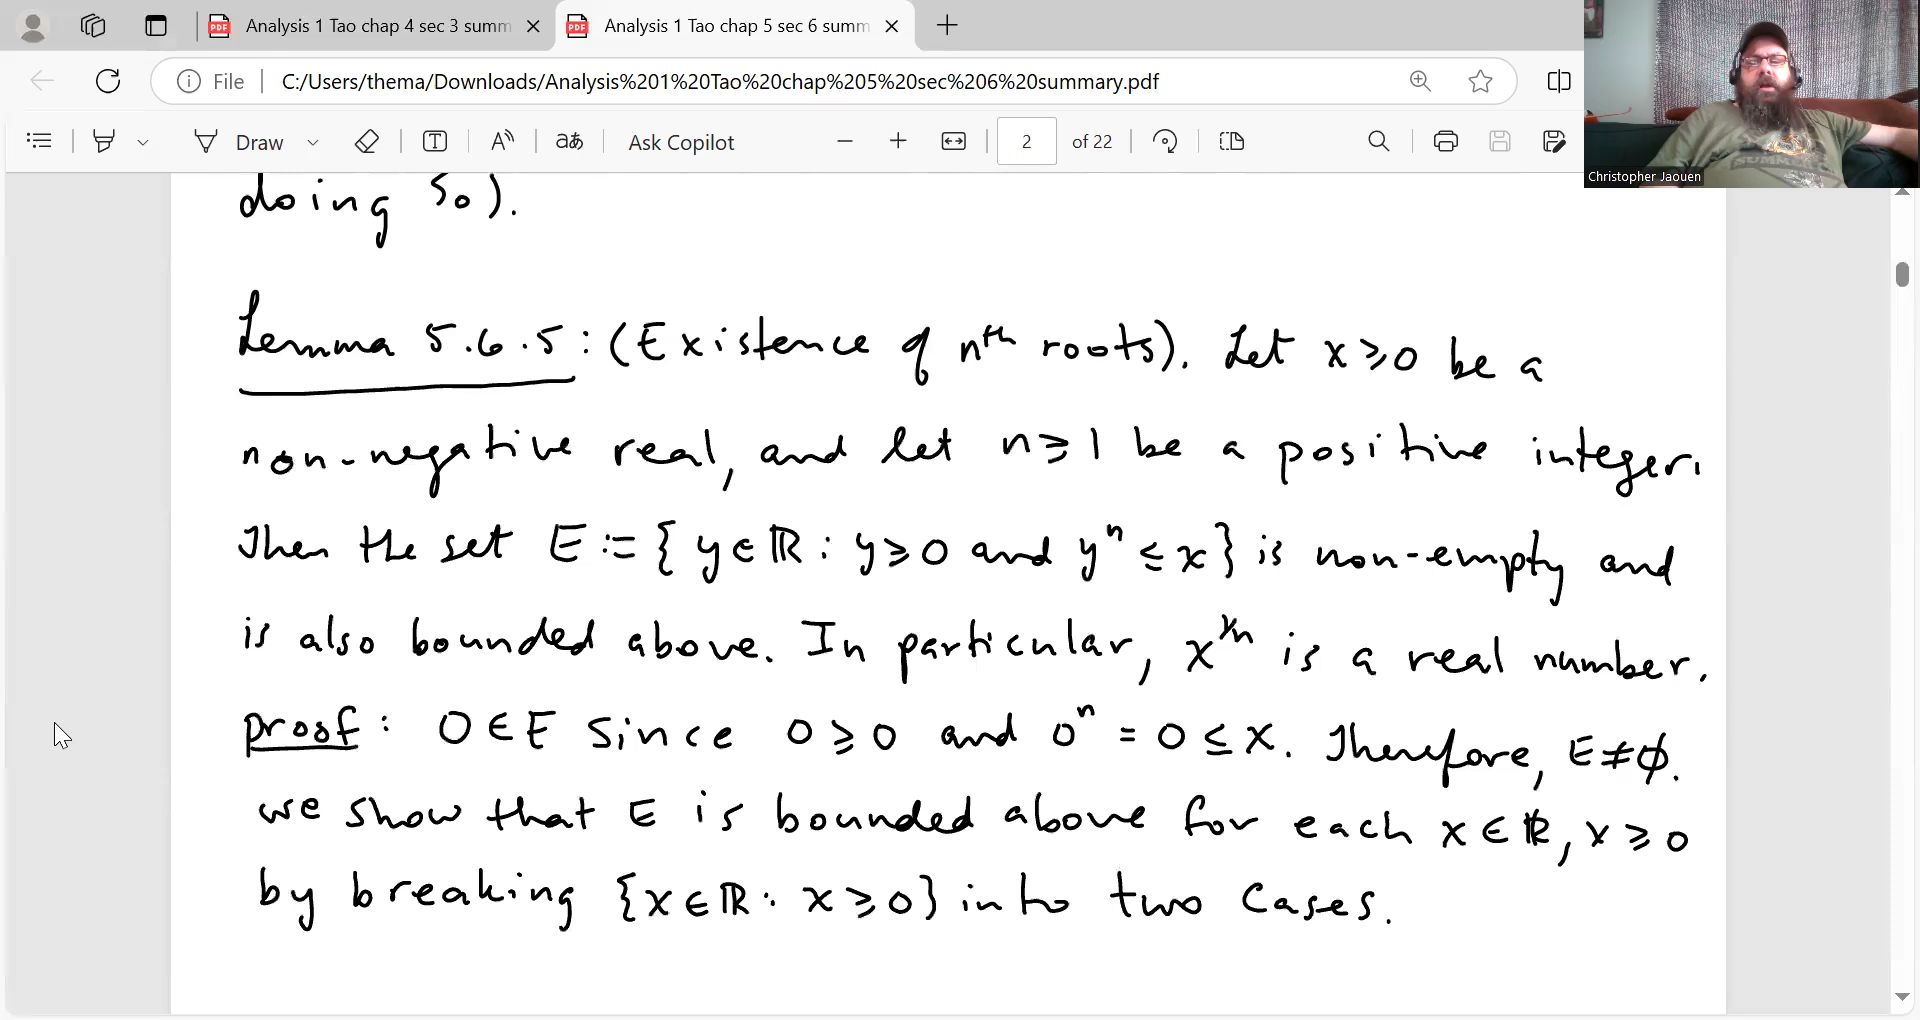 Analysis 1 Tao chap 4 sec 3 summ
Analysis 1 Tao chap 5 sec 6 summ
File
C:/Users/thema/Downloads/Analysis%201%20Tao%20chap%205%20sec%206%20summary.pdf
Draw
Ask Copilot
2 of 22
Christopher Jaouen
doing so).
Lemma 5.6.5: (Existence of nᵗʰ roots). Let x ≥ 0 be a
non-negative real, and let n ≥ 1 be a positive integer.
Then the set E := { y ∈ ℝ : y ≥ 0 and yⁿ ≤ x } is non-empty and
is also bounded above. In particular, x^{1/n} is a real number.
proof: 0 ∈ E since 0 ≥ 0 and 0ⁿ = 0 ≤ x. Therefore, E ≠ ∅.
we show that E is bounded above for each x ∈ ℝ, x ≥ 0
by breaking {x ∈ ℝ : x ≥ 0} into two cases.